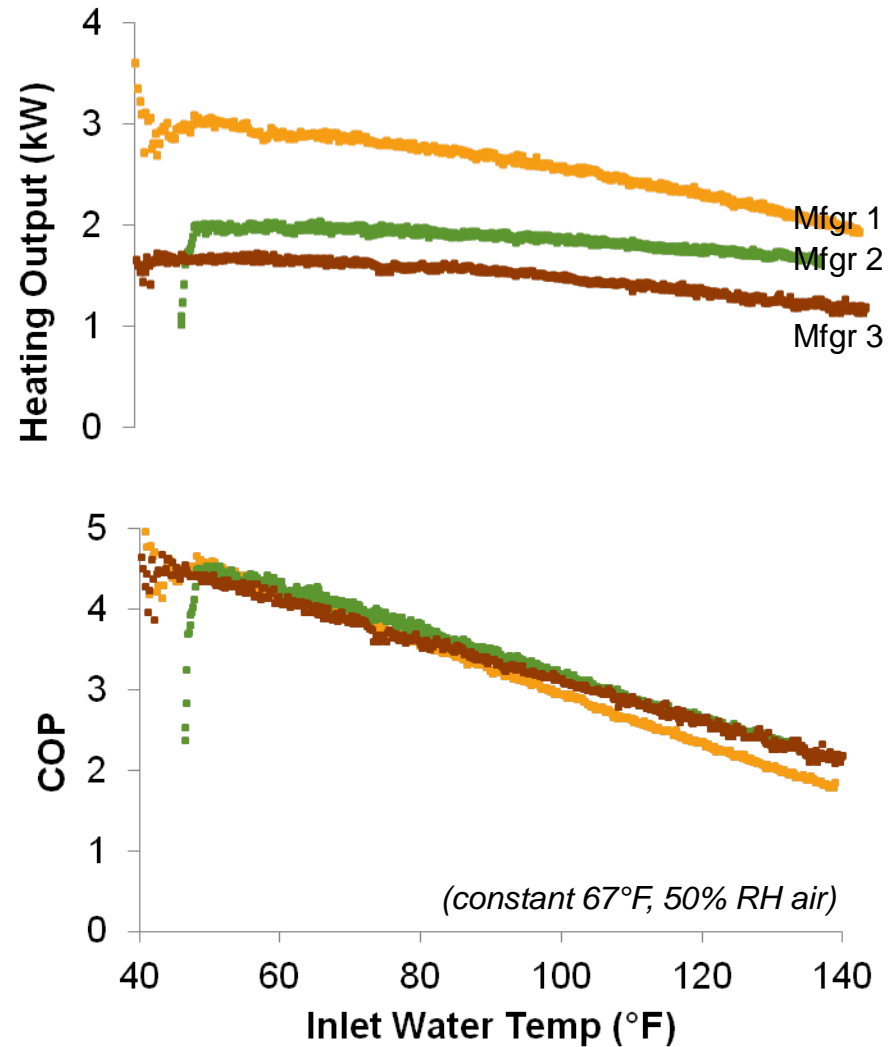 Heating Output (kW)
4
3
2
1
0
Mfgr 1
Mfgr 2
Mfgr 3
COP
5
4
3
2
1
0
(constant 67°F, 50% RH air)
40 60 80 100 120 140
Inlet Water Temp (°F)